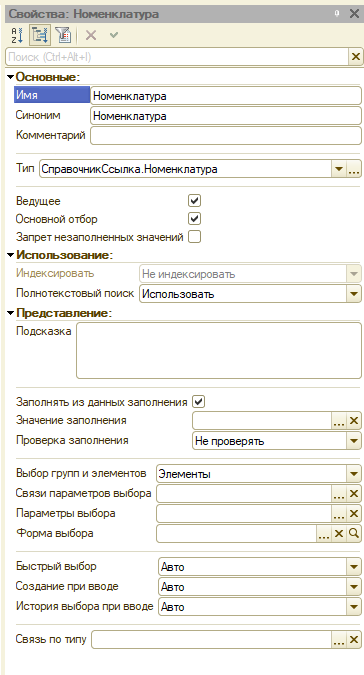 Свойства: Номенклатура
Поиск (Ctrl+Alt+I)
Основные:
Имя Номенклатура
Синоним Номенклатура
Комментарий
Тип СправочникСсылка.Номенклатура
Ведущее
Основной отбор
Запрет незаполненных значений
Использование:
Индексировать Не индексировать
Полнотекстовый поиск Использовать
Представление:
Подсказка
Заполнять из данных заполнения
Значение заполнения
Проверка заполнения Не проверять
Выбор групп и элементов Элементы
Связи параметров выбора
Параметры выбора
Форма выбора
Быстрый выбор Авто
Создание при вводе Авто
История выбора при вводе Авто
Связь по типу